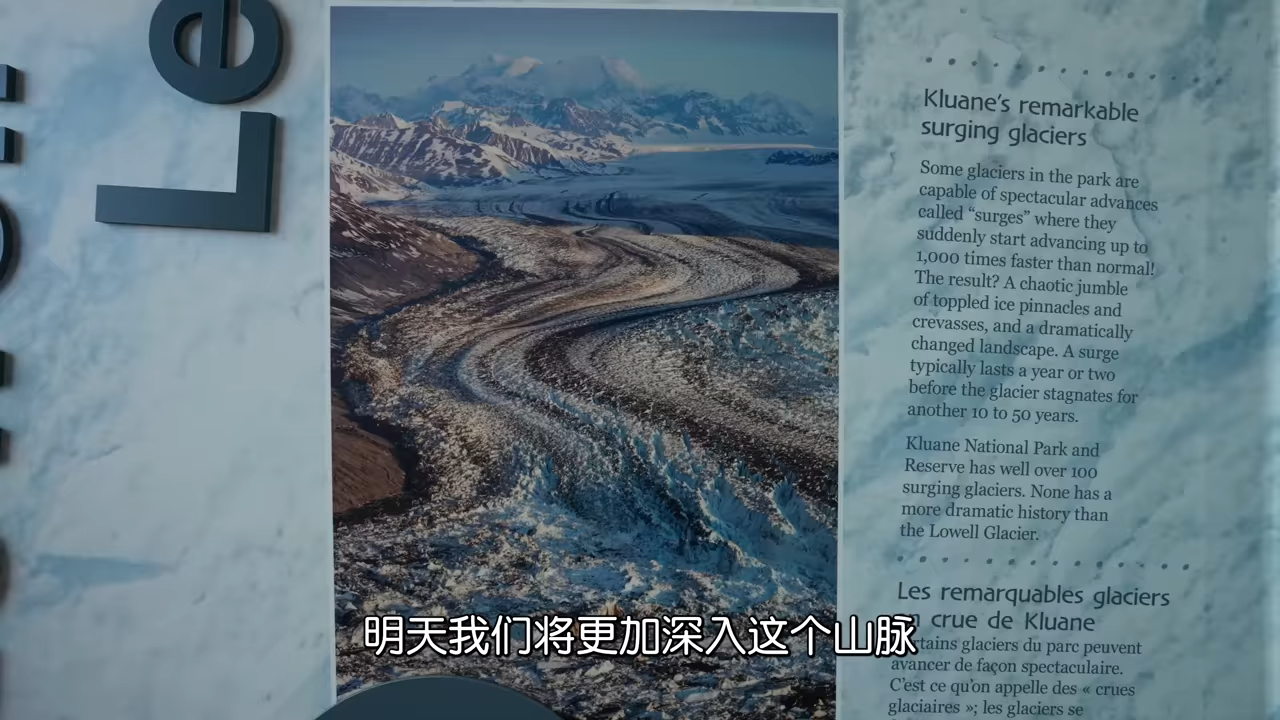 Le
Kluane's remarkable
surging glaciers
Some glaciers in the park are
capable of spectacular advances
called “surges” where they
suddenly start advancing up to
1,000 times faster than normal!
The result? A chaotic jumble
of toppled ice pinnacles and
crevasses, and a dramatically
changed landscape. A surge
typically lasts a year or two
before the glacier stagnates for
another 10 to 50 years.
Kluane National Park and
Reserve has well over 100
surging glaciers. None has a
more dramatic history than
the Lowell Glacier.
Les remarquables glaciers
crue de Kluane
glaciers du parc peuvent
avancer de façon spectaculaire.
C'est ce qu'on appelle des « crues
glaciaires »; les glaciers se
明天我们将更加深入这个山脉